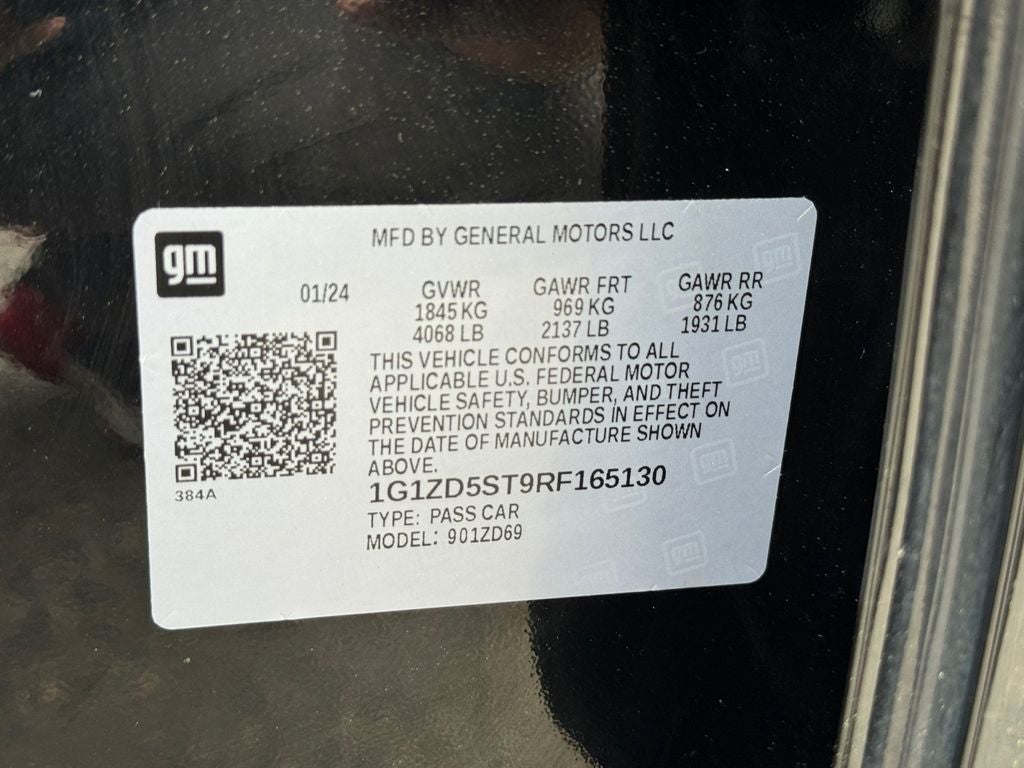 gm
MFD BY GENERAL MOTORS LLC
01/24
GVWR GAWR FRT GAWR RR
1845 KG 969 KG 876 KG
4068 LB 2137 LB 1931 LB
THIS VEHICLE CONFORMS TO ALL
APPLICABLE U.S. FEDERAL MOTOR
VEHICLE SAFETY, BUMPER, AND THEFT
PREVENTION STANDARDS IN EFFECT ON
THE DATE OF MANUFACTURE SHOWN
ABOVE.
384A
1G1ZD5ST9RF165130
TYPE: PASS CAR
MODEL: 901ZD69